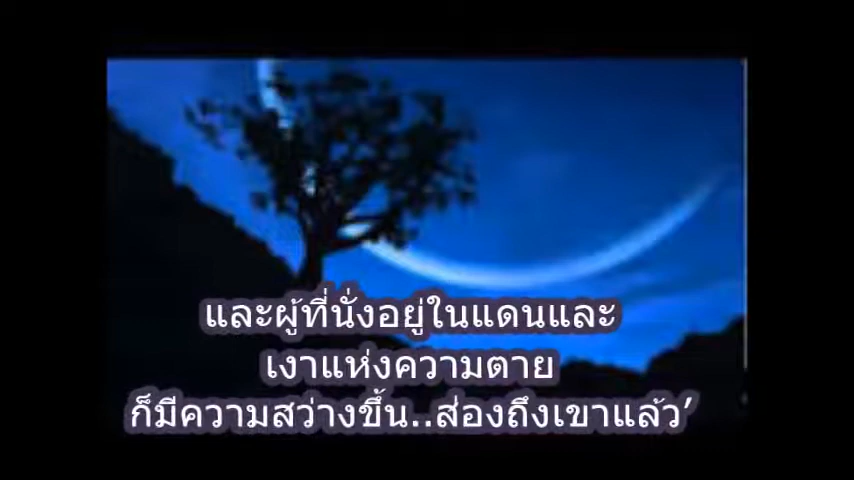 และผู้ที่นั่งอยู่ในแดนและ
เงาแห่งความตาย
ก็มีความสว่างขึ้น..ส่องถึงเขาแล้ว’